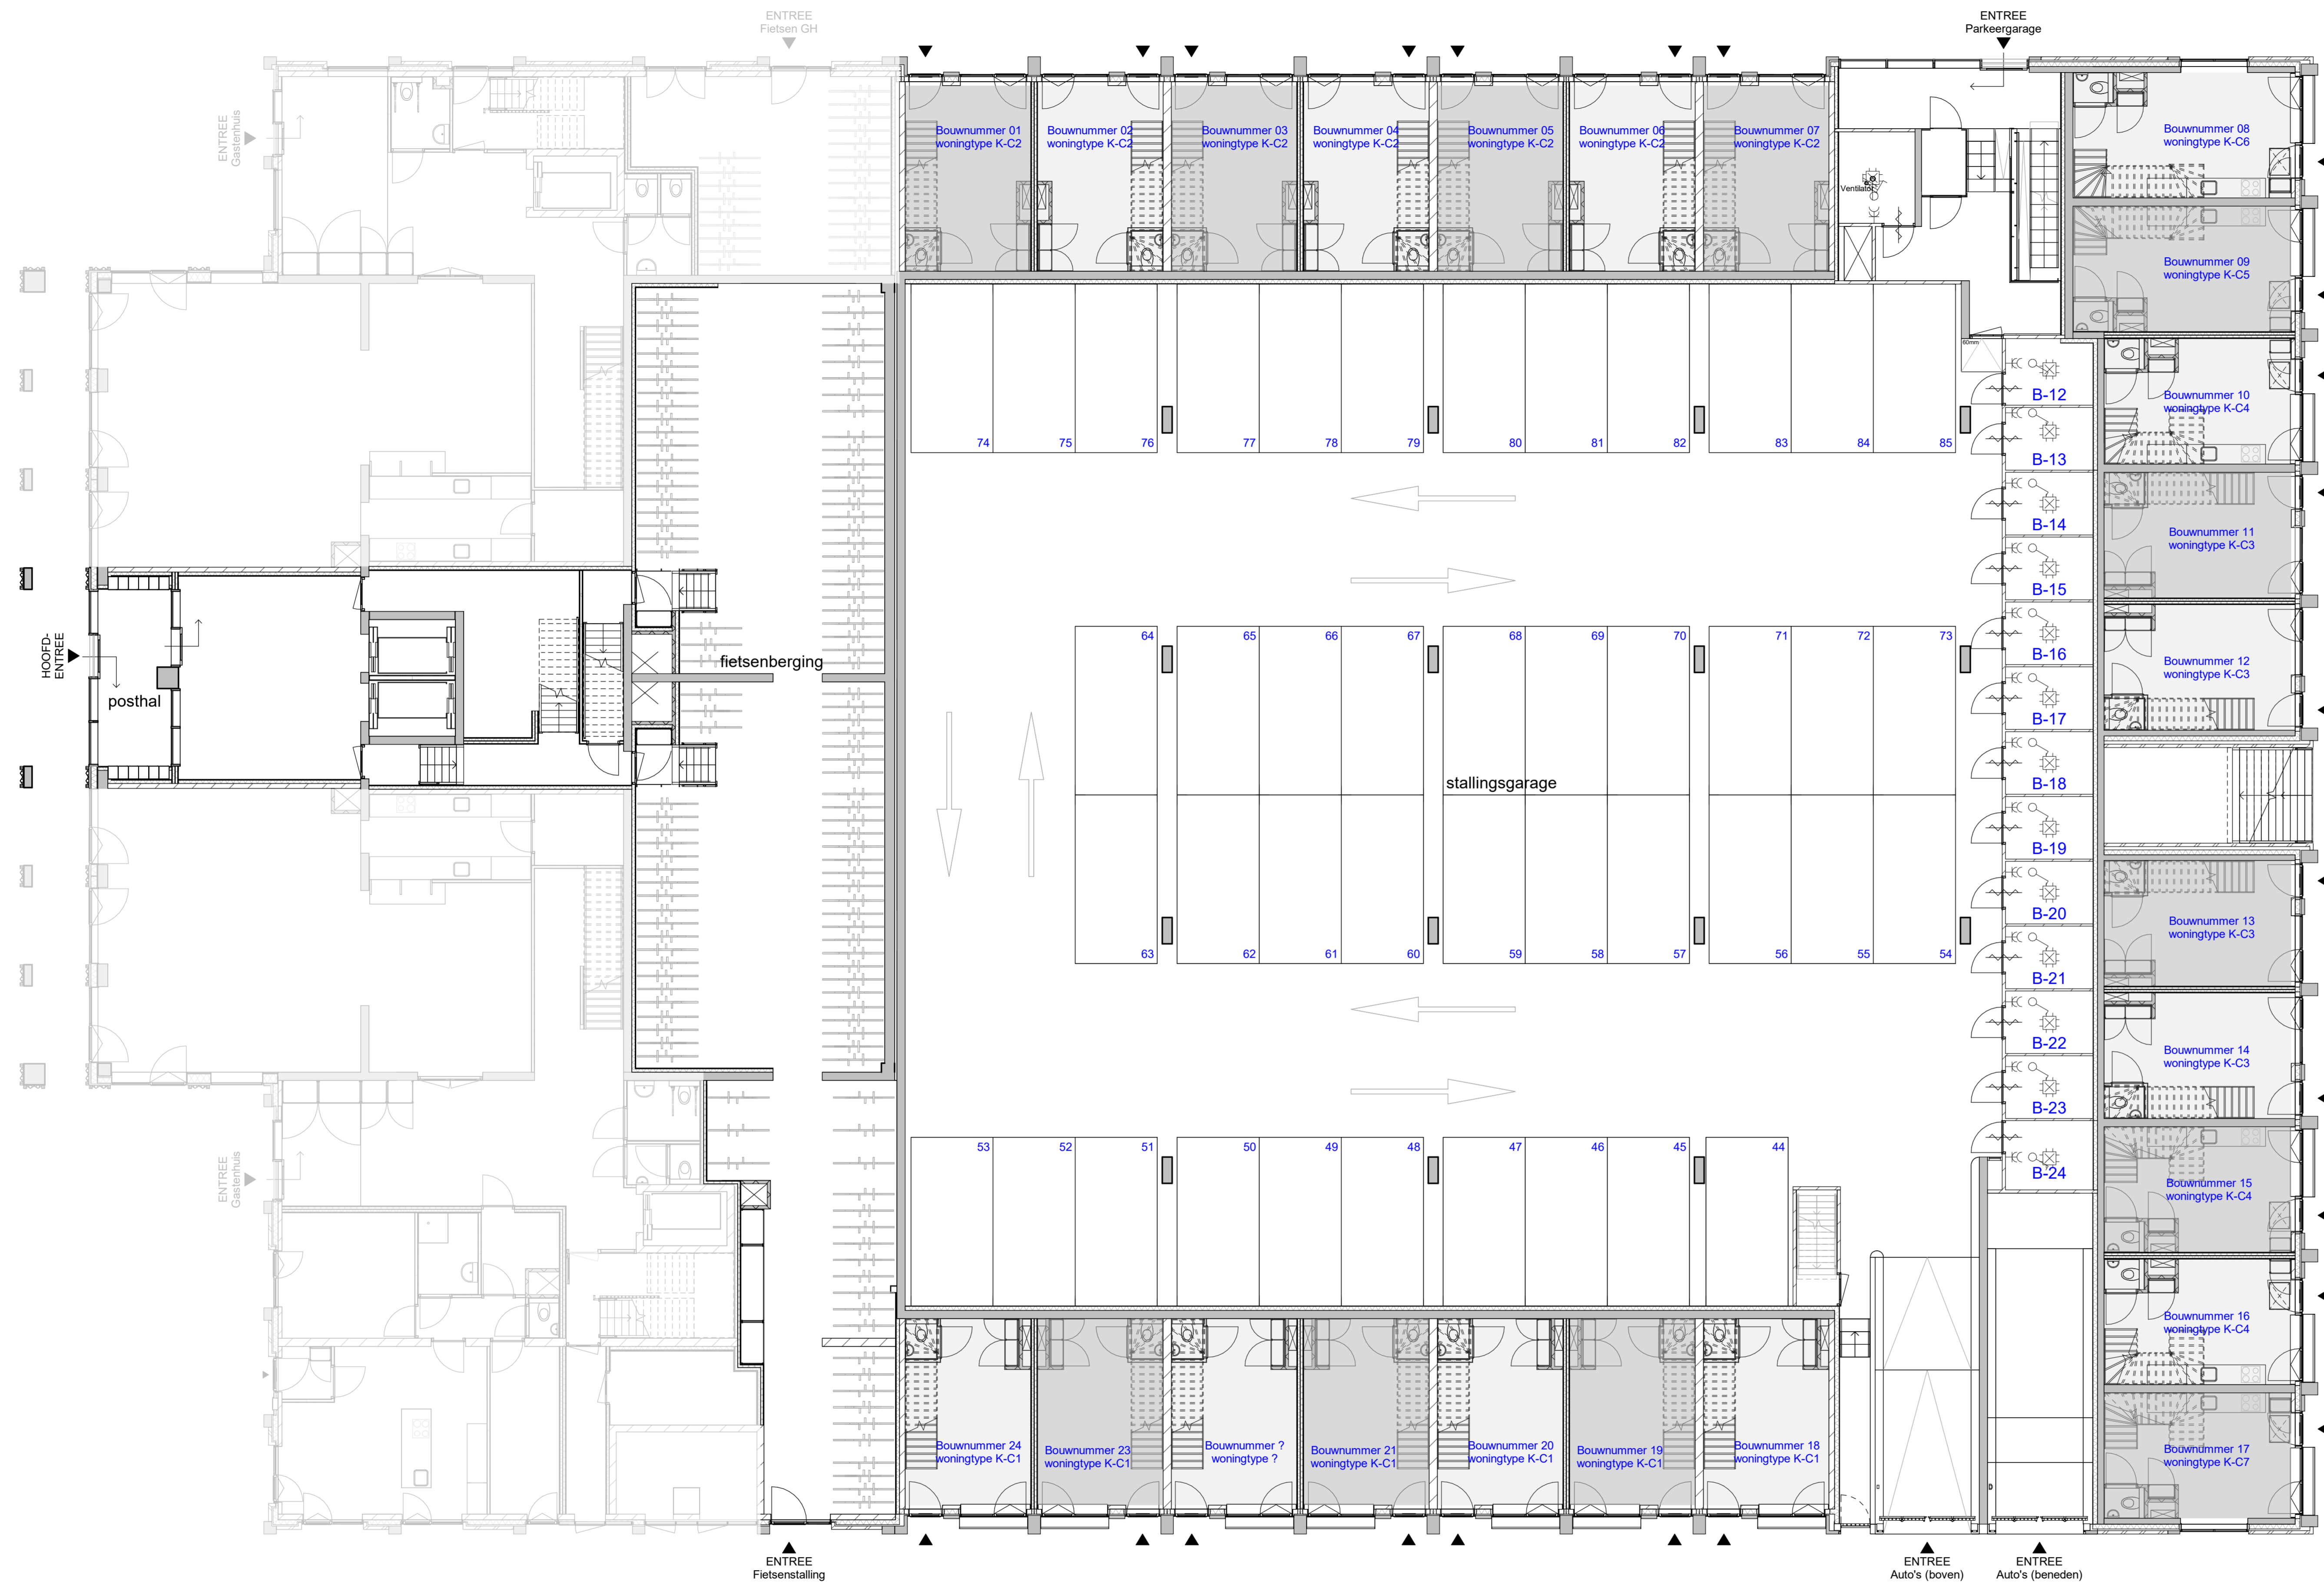 ENTREE
Fietsen GH
ENTREE
Parkeergarage
ENTREE
Gastenhuis
Bouwnummer 01
woningtype K-C2
Bouwnummer 02
woningtype K-C2
Bouwnummer 03
woningtype K-C2
Bouwnummer 04
woningtype K-C2
Bouwnummer 05
woningtype K-C2
Bouwnummer 06
woningtype K-C2
Bouwnummer 07
woningtype K-C2
Ventilator
Bouwnummer 08
woningtype K-C6
Bouwnummer 09
woningtype K-C5
60mm
Bouwnummer 10
woningtype K-C4
Bouwnummer 11
woningtype K-C3
Bouwnummer 12
woningtype K-C3
74
75
76
77
78
79
80
81
82
83
84
85
B-12
B-13
B-14
B-15
B-16
B-17
B-18
B-19
B-20
B-21
B-22
B-23
B-24
HOOFD-
ENTREE
posthal
fietsenberging
64
65
66
67
68
69
70
71
72
73
stallingsgarage
63
62
61
60
59
58
57
56
55
54
Bouwnummer 13
woningtype K-C3
Bouwnummer 14
woningtype K-C3
Bouwnummer 15
woningtype K-C4
Bouwnummer 16
woningtype K-C4
Bouwnummer 17
woningtype K-C7
ENTREE
Gastenhuis
53
52
51
50
49
48
47
46
45
44
Bouwnummer 24
woningtype K-C1
Bouwnummer 23
woningtype K-C1
Bouwnummer ?
woningtype ?
Bouwnummer 21
woningtype K-C1
Bouwnummer 20
woningtype K-C1
Bouwnummer 19
woningtype K-C1
Bouwnummer 18
woningtype K-C1
ENTREE
Fietsenstalling
ENTREE
Auto's (boven)
ENTREE
Auto's (beneden)